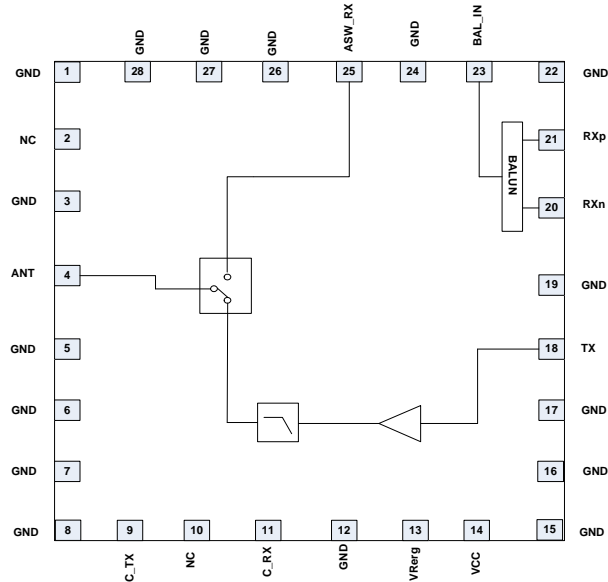 GND
GND
GND
ASW_RX
GND
BAL_IN
GND 1
28
27
26
25
24
23
22 GND
NC 2
21 RXp
BALUN
GND 3
20 RXn
ANT 4
19 GND
GND 5
18 TX
GND 6
17 GND
GND 7
16 GND
GND 8
9
10
11
12
13
14
15 GND
C_TX
NC
C_RX
GND
VRerg
VCC